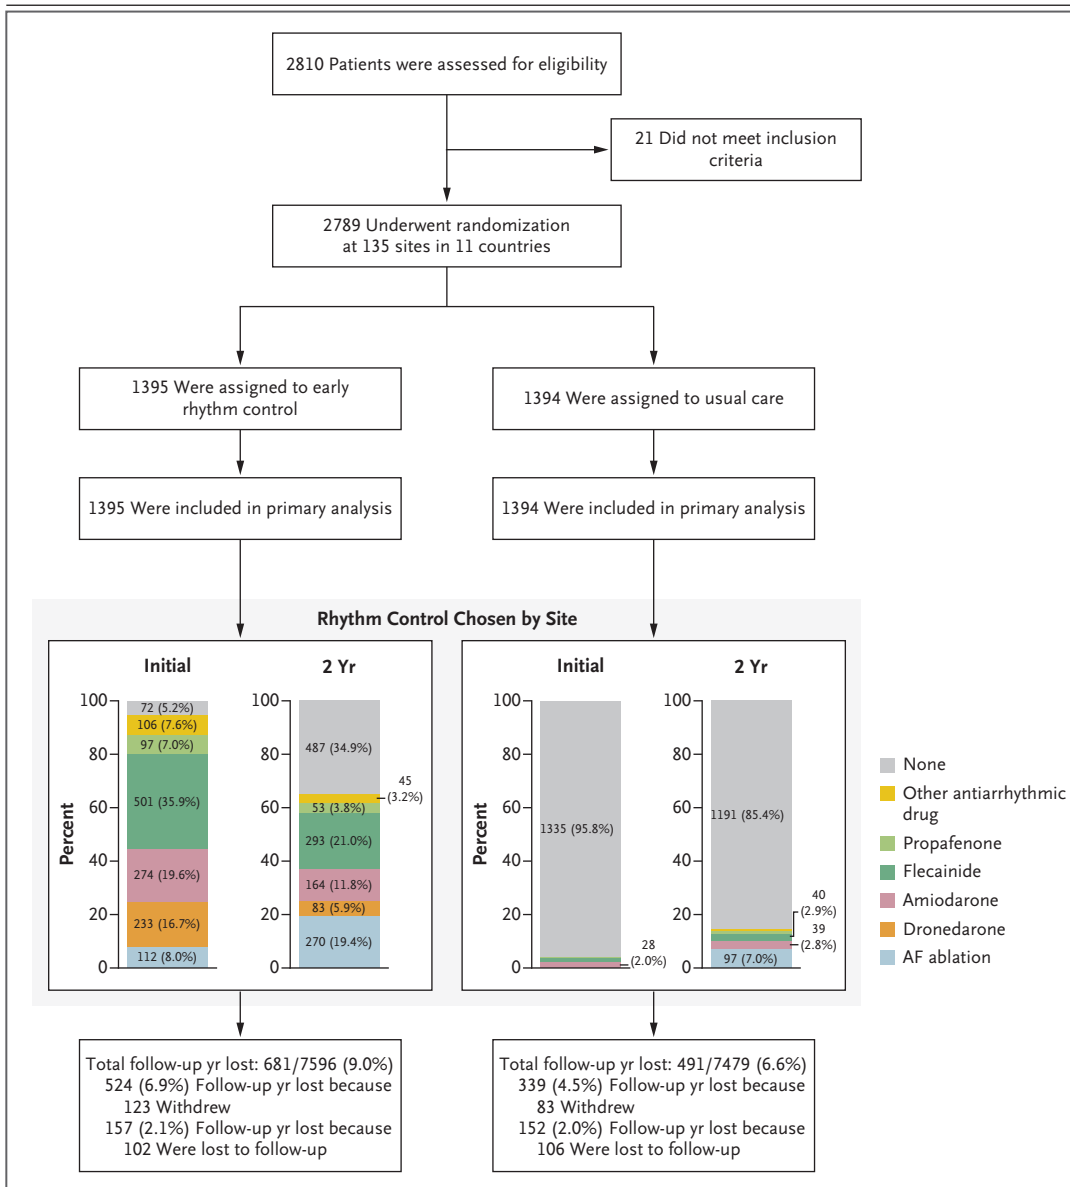 2810 Patients were assessed for eligibility
21 Did not meet inclusion
criteria
2789 Underwent randomization
at 135 sites in 11 countries
1395 Were assigned to early
rhythm control
1394 Were assigned to usual care
1395 Were included in primary analysis
1394 Were included in primary analysis
Rhythm Control Chosen by Site
Initial
2 Yr
Percent
100
80
60
40
20
0
72 (5.2%)
106 (7.6%)
97 (7.0%)
501 (35.9%)
274 (19.6%)
233 (16.7%)
112 (8.0%)
100
80
60
40
20
0
487 (34.9%)
45
(3.2%)
53 (3.8%)
293 (21.0%)
164 (11.8%)
83 (5.9%)
270 (19.4%)
Initial
2 Yr
Percent
100
80
60
40
20
0
1335 (95.8%)
28
(2.0%)
100
80
60
40
20
0
1191 (85.4%)
40
(2.9%)
39
(2.8%)
97 (7.0%)
None
Other antiarrhythmic
drug
Propafenone
Flecainide
Amiodarone
Dronedarone
AF ablation
Total follow-up yr lost: 681/7596 (9.0%)
524 (6.9%) Follow-up yr lost because
123 Withdrew
157 (2.1%) Follow-up yr lost because
102 Were lost to follow-up
Total follow-up yr lost: 491/7479 (6.6%)
339 (4.5%) Follow-up yr lost because
83 Withdrew
152 (2.0%) Follow-up yr lost because
106 Were lost to follow-up